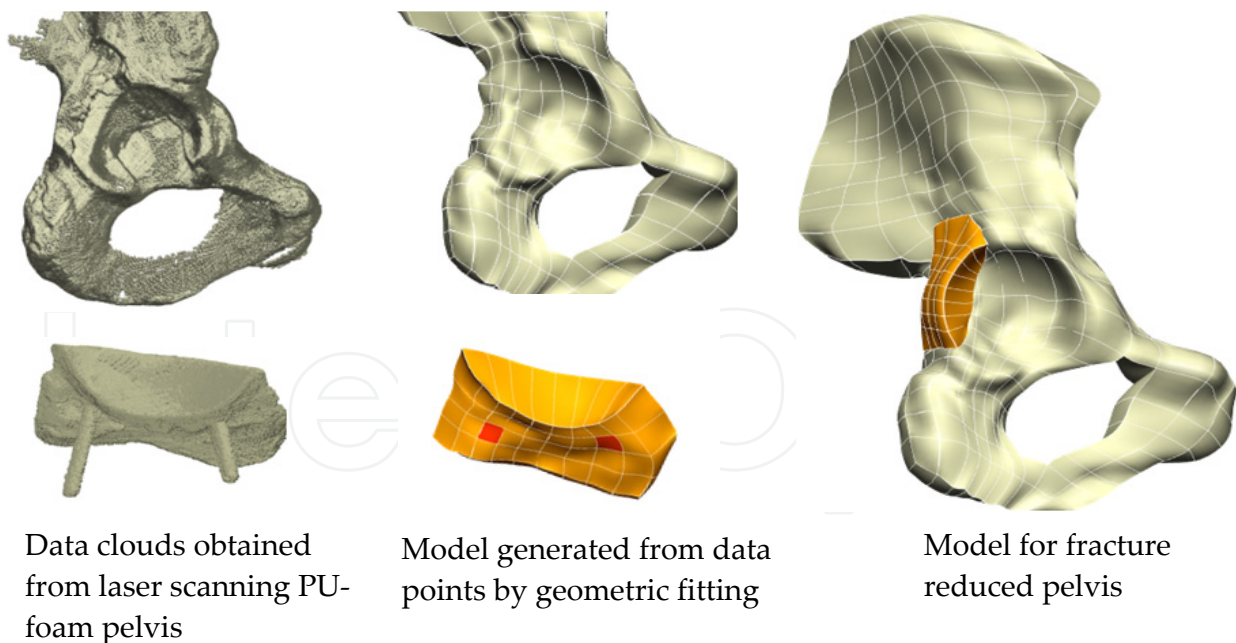 Data clouds obtained
from laser scanning PU-
foam pelvis
Model generated from data
points by geometric fitting
Model for fracture
reduced pelvis